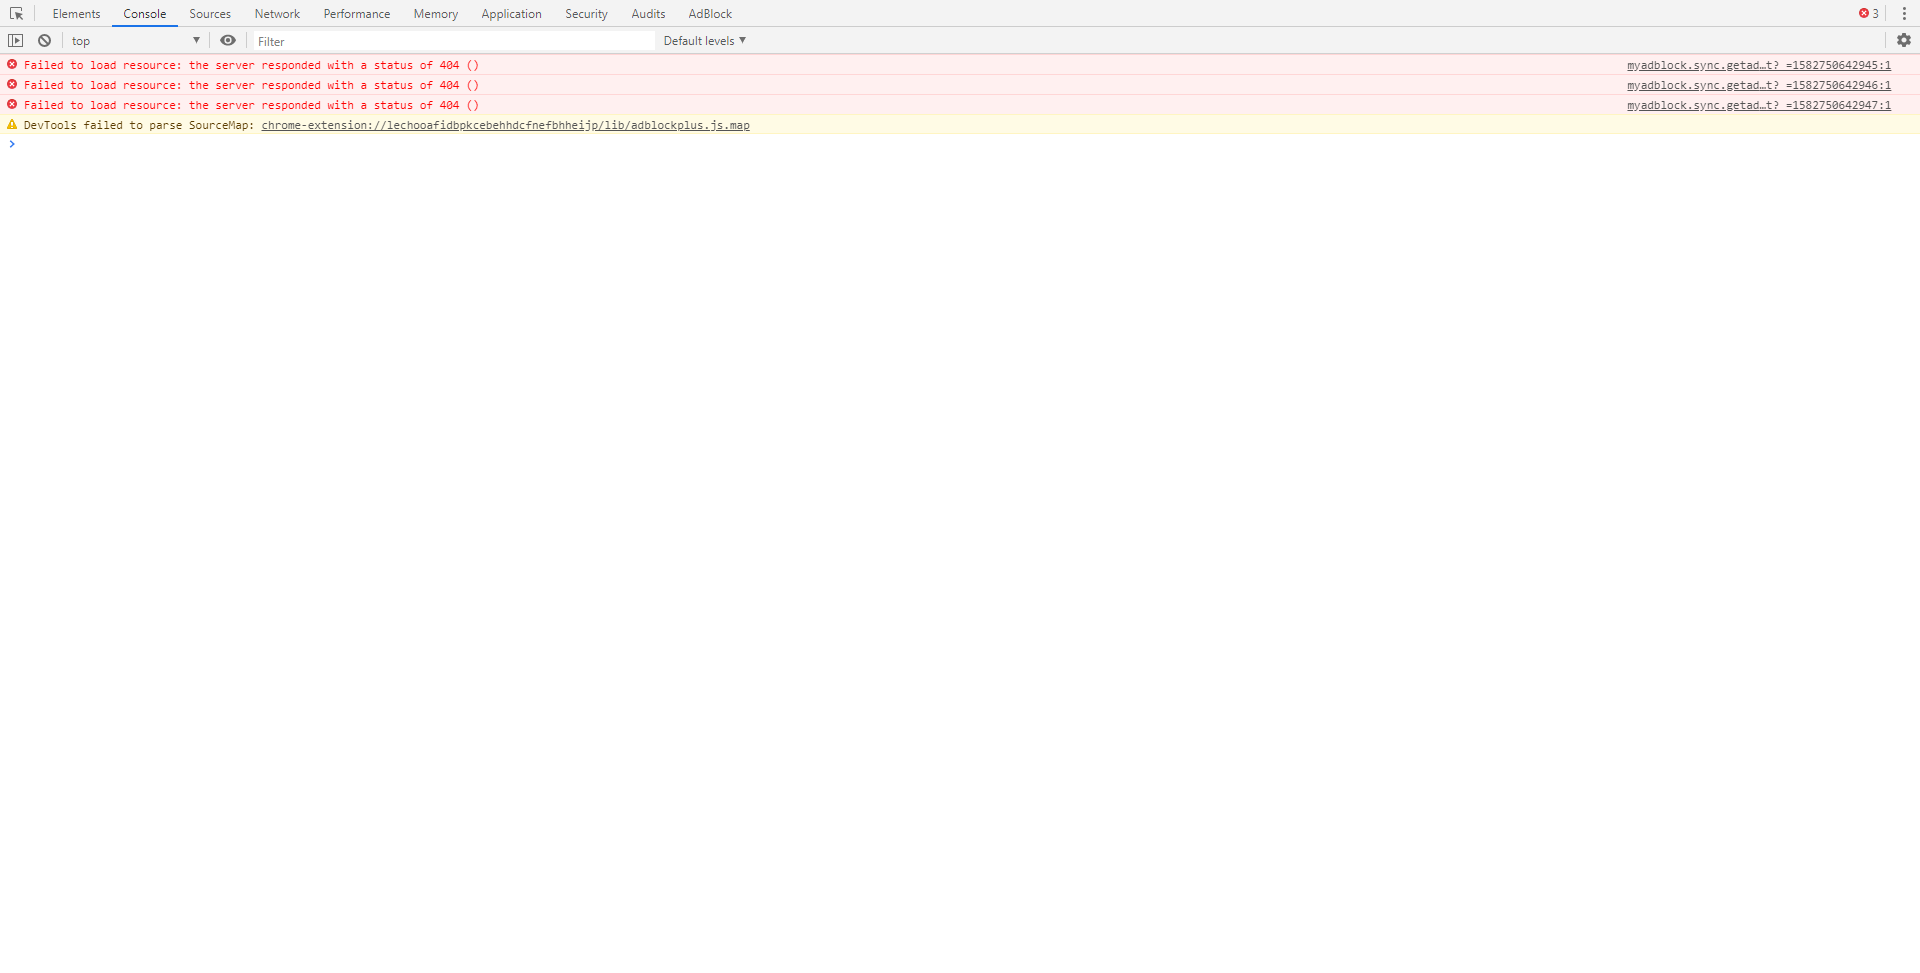 Elements Console Sources Network Performance Memory Application Security Audits AdBlock 3
top Filter Default levels
Failed to load resource: the server responded with a status of 404 () myadblock.sync.getad…t?_=1582750642945:1
Failed to load resource: the server responded with a status of 404 () myadblock.sync.getad…t?_=1582750642946:1
Failed to load resource: the server responded with a status of 404 () myadblock.sync.getad…t?_=1582750642947:1
DevTools failed to parse SourceMap: chrome-extension://lechooafidbpkcebehhdcfnefbhheijp/lib/adblockplus.js.map